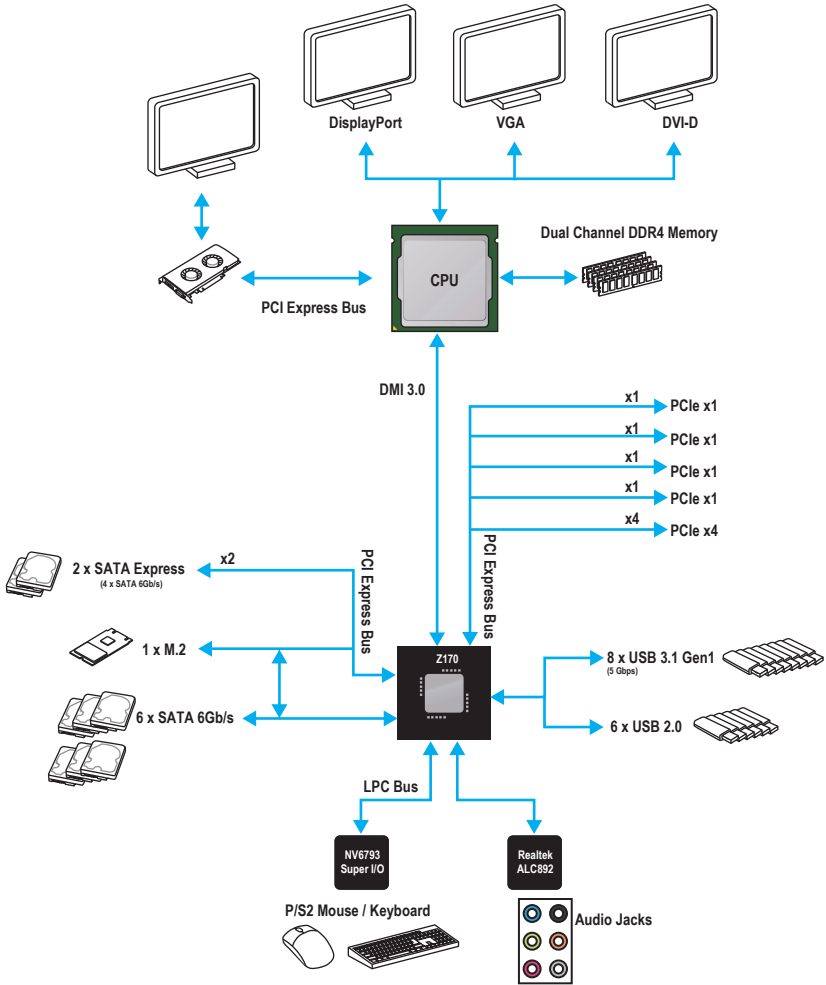 DisplayPort
VGA
DVI-D
Dual Channel DDR4 Memory
CPU
PCI Express Bus
DMI 3.0
x1
PCIe x1
x1
PCIe x1
x1
PCIe x1
x1
PCIe x1
x4
PCIe x4
PCI Express Bus
PCI Express Bus
2 x SATA Express
(4 x SATA 6Gb/s)
x2
1 x M.2
6 x SATA 6Gb/s
Z170
8 x USB 3.1 Gen1
(5 Gbps)
6 x USB 2.0
LPC Bus
NV6793
Super I/O
Realtek
ALC892
P/S2 Mouse / Keyboard
Audio Jacks